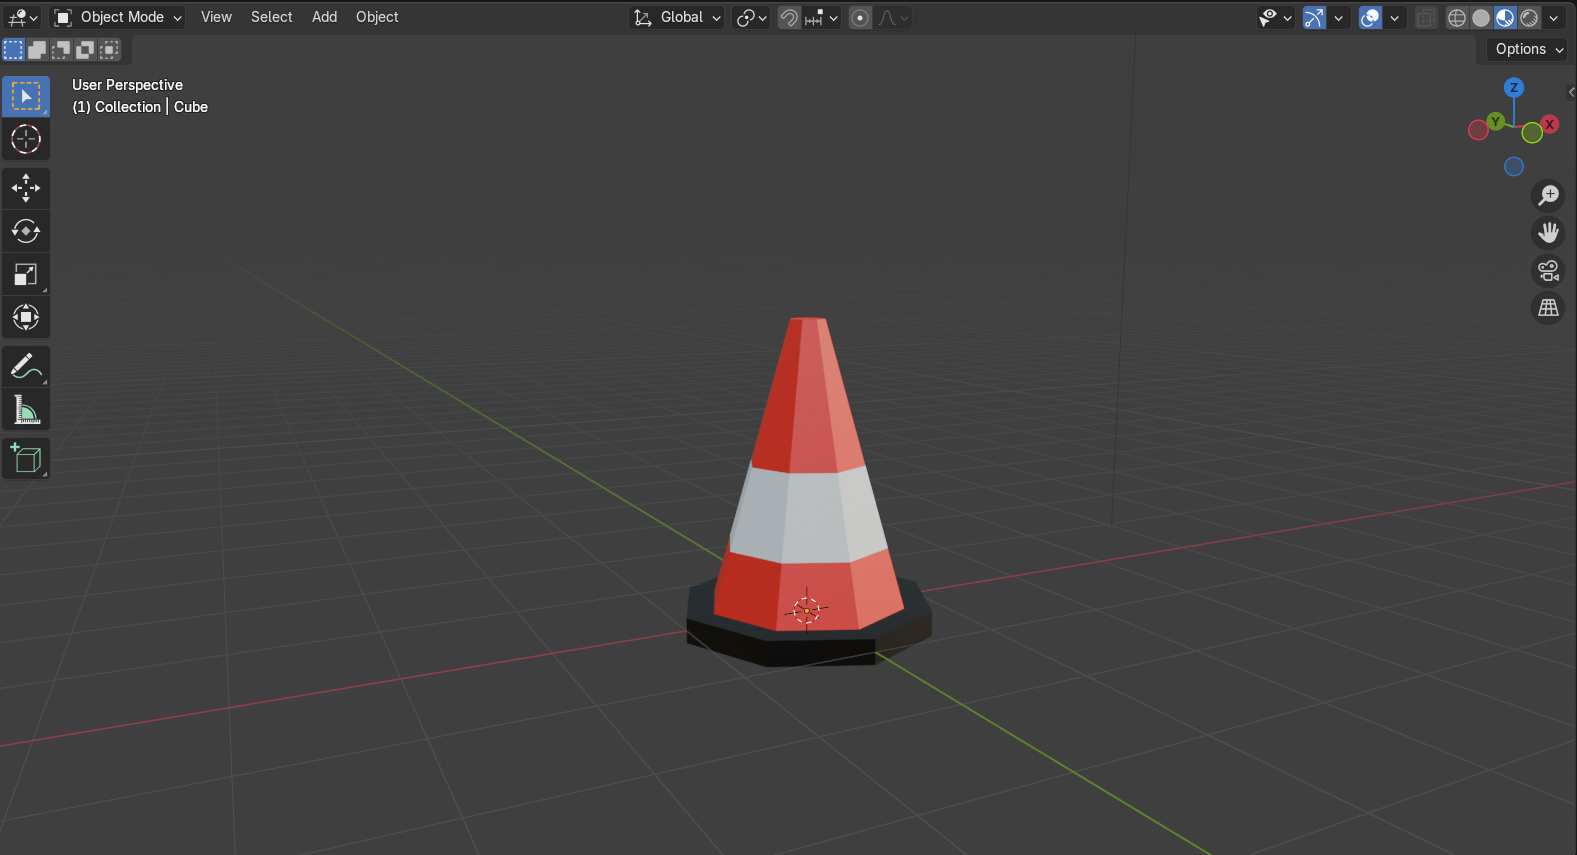 Object Mode View Select Add Object Global
Options
User Perspective
(1) Collection | Cube
Z
Y X